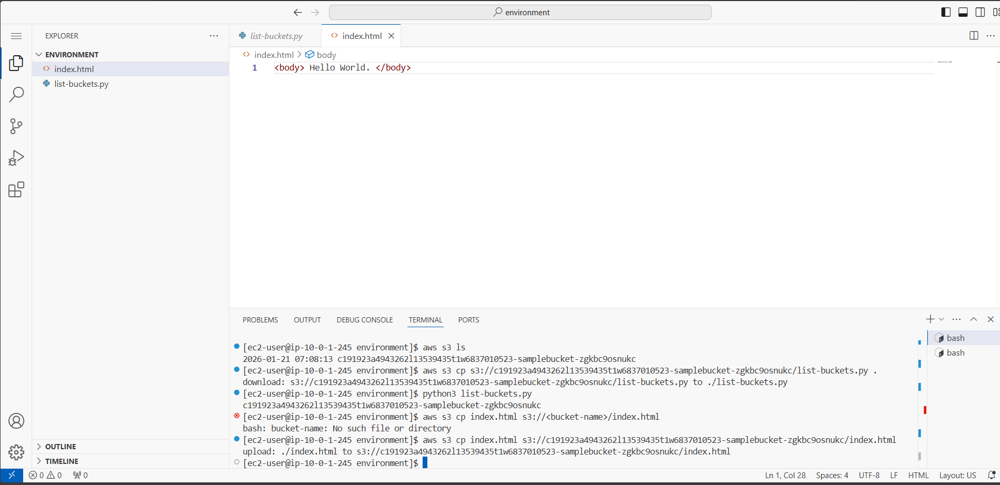 environment
EXPLORER
ENVIRONMENT
index.html
list-buckets.py
list-buckets.py
index.html
index.html > body
1 <body> Hello World. </body>
PROBLEMS OUTPUT DEBUG CONSOLE TERMINAL PORTS
[ec2-user@ip-10-0-1-245 environment]$ aws s3 ls
2026-01-21 07:08:13 c191923a4943262l13539435t1w6837010523-samplebucket-zgkbc9osnukc
[ec2-user@ip-10-0-1-245 environment]$ aws s3 cp s3://c191923a4943262l13539435t1w6837010523-samplebucket-zgkbc9osnukc/list-buckets.py .
download: s3://c191923a4943262l13539435t1w6837010523-samplebucket-zgkbc9osnukc/list-buckets.py to ./list-buckets.py
[ec2-user@ip-10-0-1-245 environment]$ python3 list-buckets.py
c191923a4943262l13539435t1w6837010523-samplebucket-zgkbc9osnukc
[ec2-user@ip-10-0-1-245 environment]$ aws s3 cp index.html s3://<bucket-name>/index.html
bash: bucket-name: No such file or directory
[ec2-user@ip-10-0-1-245 environment]$ aws s3 cp index.html s3://c191923a4943262l13539435t1w6837010523-samplebucket-zgkbc9osnukc/index.html
upload: ./index.html to s3://c191923a4943262l13539435t1w6837010523-samplebucket-zgkbc9osnukc/index.html
[ec2-user@ip-10-0-1-245 environment]$
bash
bash
OUTLINE
TIMELINE
0 0 0
Ln 1, Col 28 Spaces: 4 UTF-8 LF HTML Layout: US